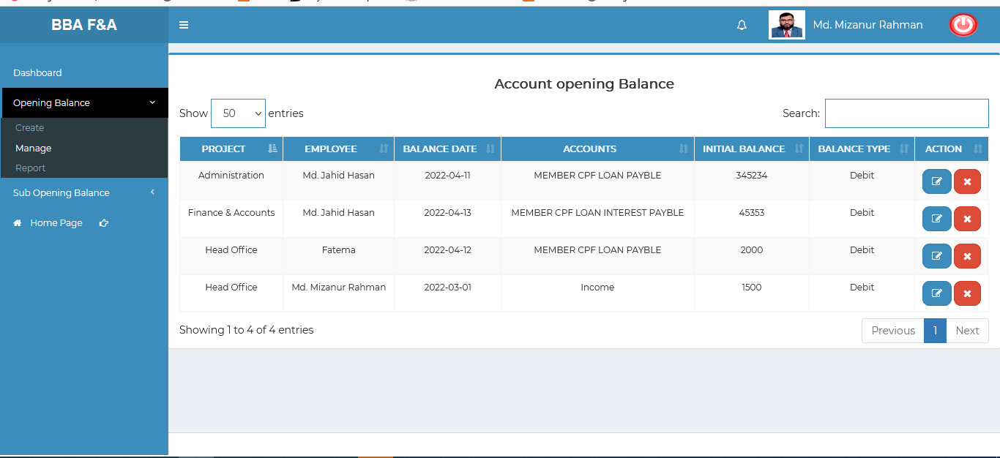 BBA F&A
Md. Mizanur Rahman
Dashboard
Opening Balance
Create
Manage
Report
Sub Opening Balance
Home Page
Account opening Balance
Show 50 entries
Search:
PROJECT EMPLOYEE BALANCE DATE ACCOUNTS INITIAL BALANCE BALANCE TYPE ACTION
Administration Md. Jahid Hasan 2022-04-11 MEMBER CPF LOAN PAYBLE 345234 Debit
Finance & Accounts Md. Jahid Hasan 2022-04-13 MEMBER CPF LOAN INTEREST PAYBLE 45353 Debit
Head Office Fatema 2022-04-12 MEMBER CPF LOAN PAYBLE 2000 Debit
Head Office Md. Mizanur Rahman 2022-03-01 Income 1500 Debit
Showing 1 to 4 of 4 entries
Previous 1 Next